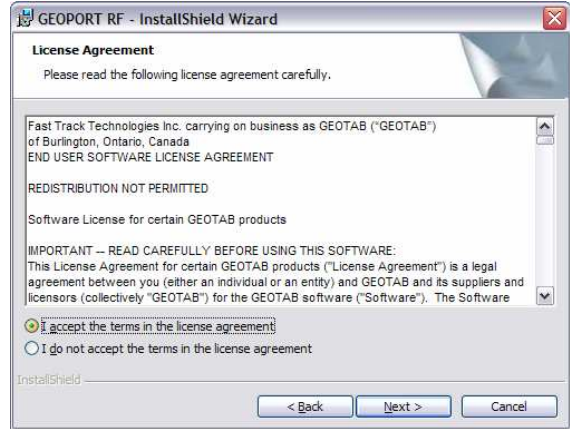 GEOPORT RF - InstallShield Wizard
License Agreement
Please read the following license agreement carefully.
Fast Track Technologies Inc. carrying on business as GEOTAB ("GEOTAB")
of Burlington, Ontario, Canada
END USER SOFTWARE LICENSE AGREEMENT
REDISTRIBUTION NOT PERMITTED
Software License for certain GEOTAB products
IMPORTANT -- READ CAREFULLY BEFORE USING THIS SOFTWARE:
This License Agreement for certain GEOTAB products ("License Agreement") is a legal
agreement between you (either an individual or an entity) and GEOTAB and its suppliers and
licensors (collectively "GEOTAB") for the GEOTAB software ("Software"). The Software
I accept the terms in the license agreement
I do not accept the terms in the license agreement
InstallShield
< Back Next > Cancel